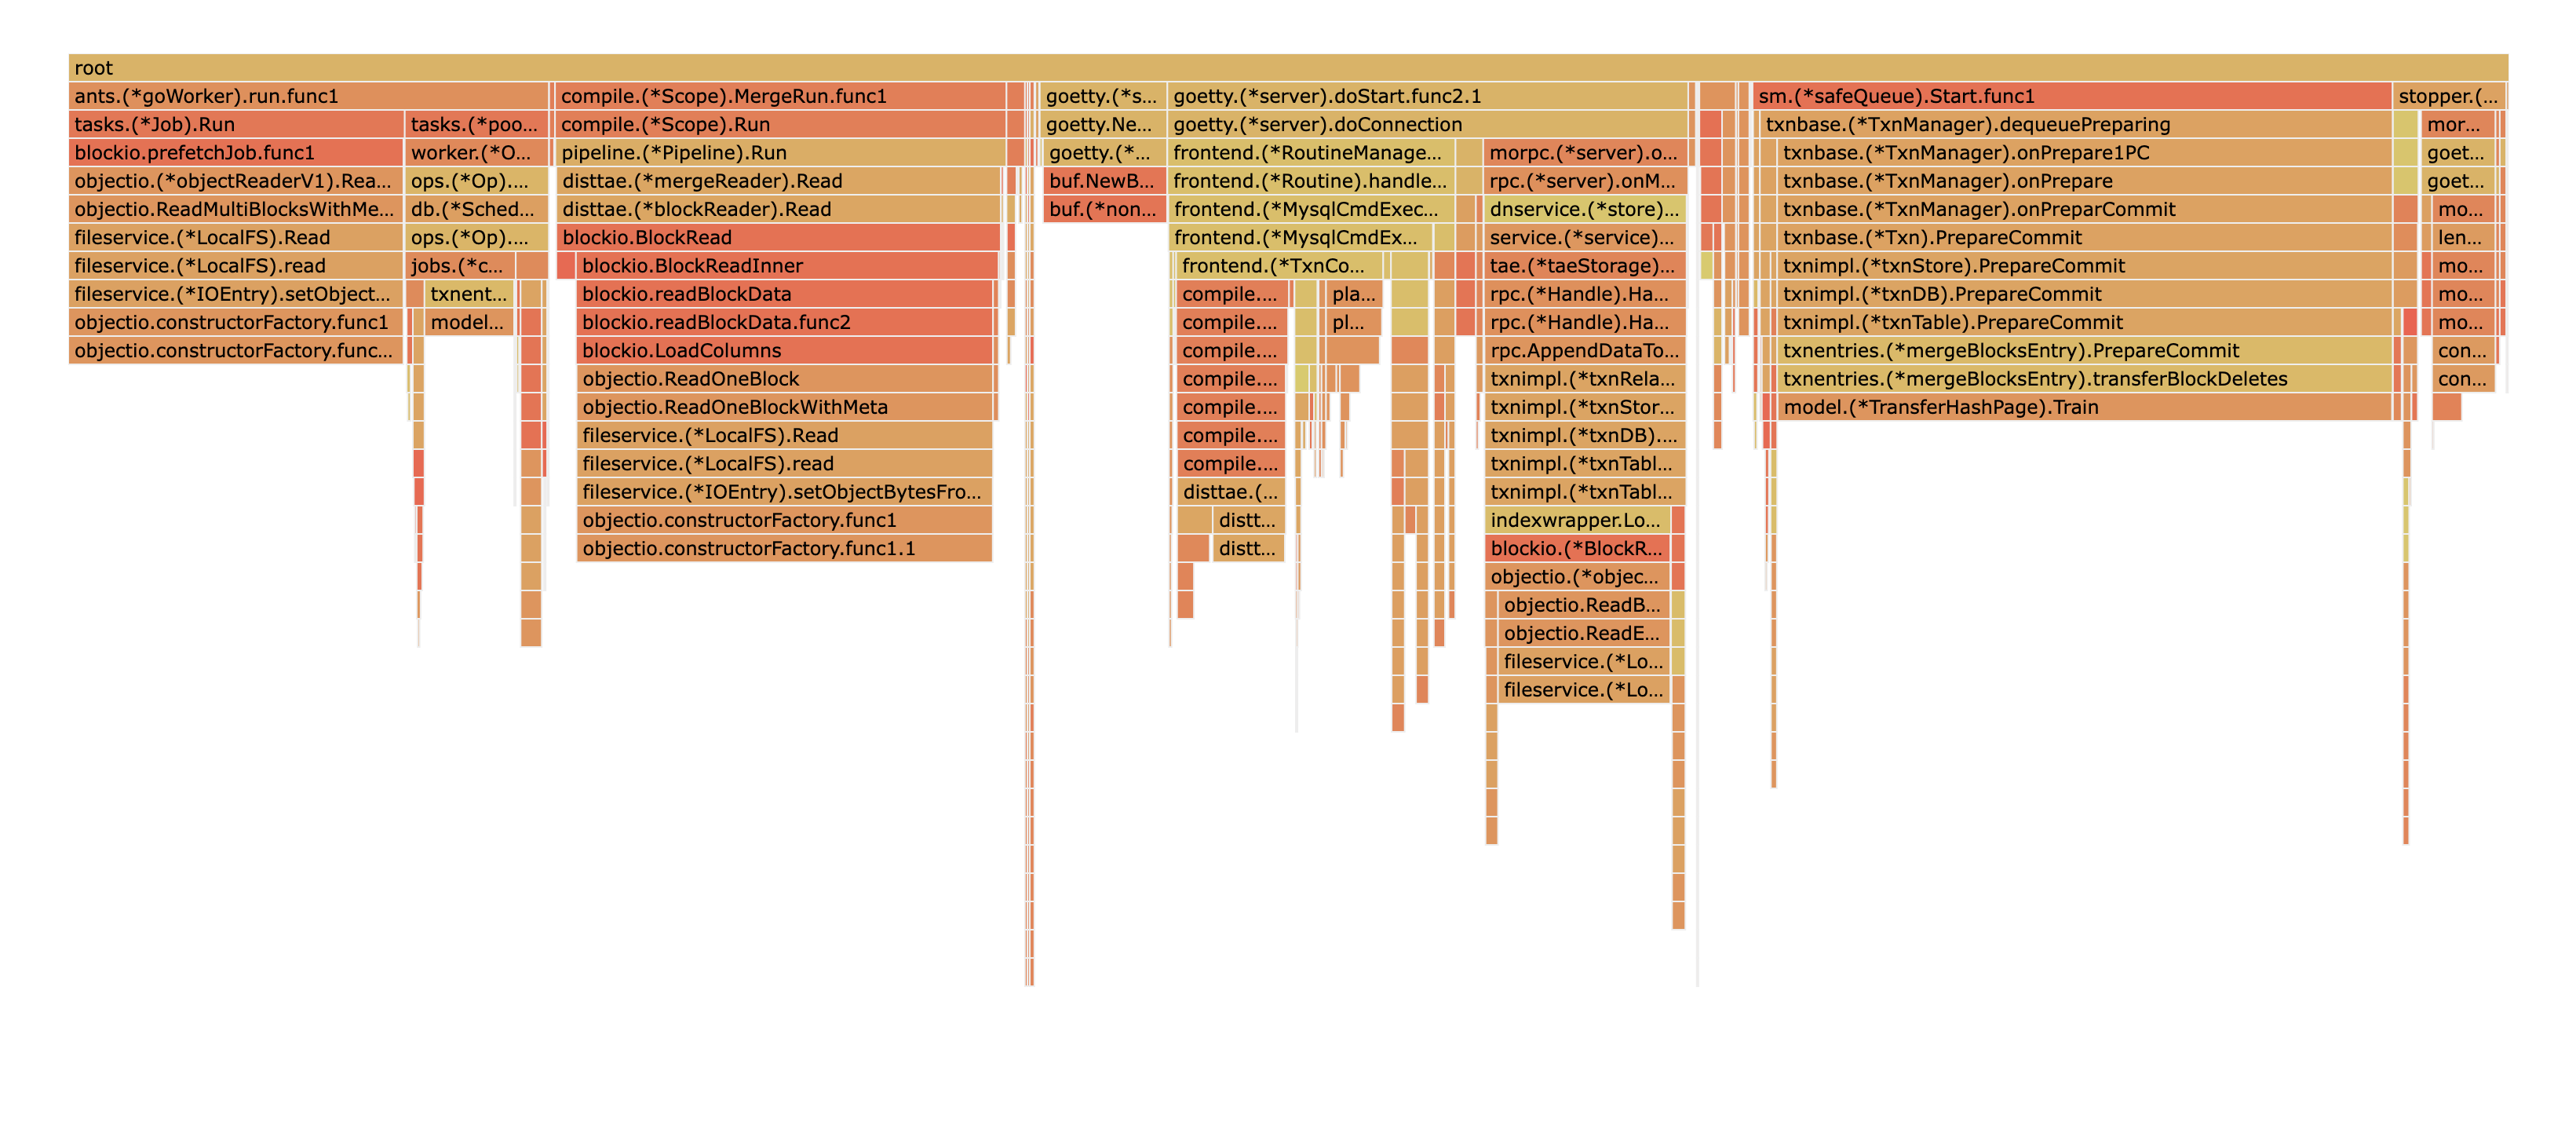 root
ants.(*goWorker).run.func1 compile.(*Scope).MergeRun.func1 goetty.(*s... goetty.(*server).doStart.func2.1 sm.(*safeQueue).Start.func1 stopper.(...
tasks.(*Job).Run tasks.(*poo... compile.(*Scope).Run goetty.Ne... goetty.(*server).doConnection txnbase.(*TxnManager).dequeuePreparing mor...
blockio.prefetchJob.func1 worker.(*O... pipeline.(*Pipeline).Run goetty.(*... frontend.(*RoutineManage... morpc.(*server).o... txnbase.(*TxnManager).onPrepare1PC goet...
objectio.(*objectReaderV1).Rea... ops.(*Op).... disttae.(*mergeReader).Read buf.NewB... frontend.(*Routine).handle... rpc.(*server).onM... txnbase.(*TxnManager).onPrepare goet...
objectio.ReadMultiBlocksWithMe... db.(*Sched... disttae.(*blockReader).Read buf.(*non... frontend.(*MysqlCmdExec... dnservice.(*store)... txnbase.(*TxnManager).onPreparCommit mo...
fileservice.(*LocalFS).Read ops.(*Op).... blockio.BlockRead frontend.(*MysqlCmdEx... service.(*service)... txnbase.(*Txn).PrepareCommit len...
fileservice.(*LocalFS).read jobs.(*c... blockio.BlockReadInner frontend.(*TxnCo... tae.(*taeStorage)... txnimpl.(*txnStore).PrepareCommit mo...
fileservice.(*IOEntry).setObject... txnent... blockio.readBlockData compile.... pla... rpc.(*Handle).Ha... txnimpl.(*txnDB).PrepareCommit mo...
objectio.constructorFactory.func1 model... blockio.readBlockData.func2 compile.... pl... rpc.(*Handle).Ha... txnimpl.(*txnTable).PrepareCommit mo...
objectio.constructorFactory.func... blockio.LoadColumns compile.... rpc.AppendDataTo... txnentries.(*mergeBlocksEntry).PrepareCommit con...
objectio.ReadOneBlock compile.... txnimpl.(*txnRela... txnentries.(*mergeBlocksEntry).transferBlockDeletes con...
objectio.ReadOneBlockWithMeta compile.... txnimpl.(*txnStor... model.(*TransferHashPage).Train
fileservice.(*LocalFS).Read compile.... txnimpl.(*txnDB)....
fileservice.(*LocalFS).read compile.... txnimpl.(*txnTabl...
fileservice.(*IOEntry).setObjectBytesFro... disttae.(... txnimpl.(*txnTabl...
objectio.constructorFactory.func1 distt... indexwrapper.Lo...
objectio.constructorFactory.func1.1 distt... blockio.(*BlockR...
objectio.(*objec...
objectio.ReadB...
objectio.ReadE...
fileservice.(*Lo...
fileservice.(*Lo...